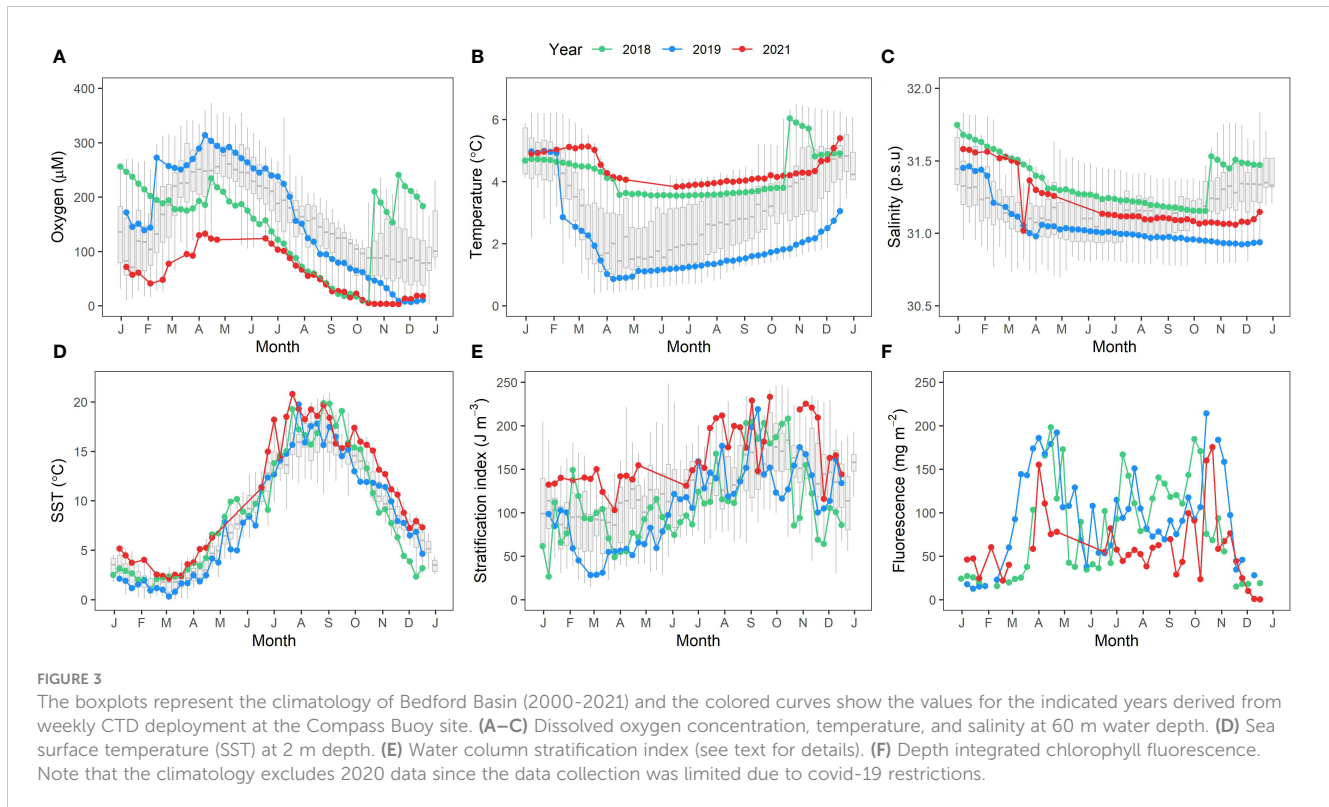 Year 2018 2019 2021
A B C
Oxygen (μM)
400
300
200
100
0
J F M A M J J A S O N D J
Month
Temperature (°C)
6
4
2
0
J F M A M J J A S O N D J
Month
Salinity (p.s.u)
32.0
31.5
31.0
30.5
J F M A M J J A S O N D J
Month
D E F
SST (°C)
20
15
10
5
0
J F M A M J J A S O N D J
Month
Stratification index (J m⁻³)
250
200
150
100
50
0
J F M A M J J A S O N D J
Month
Fluorescence (mg m⁻²)
250
200
150
100
50
0
J F M A M J J A S O N D J
Month
FIGURE 3
The boxplots represent the climatology of Bedford Basin (2000-2021) and the colored curves show the values for the indicated years derived from
weekly CTD deployment at the Compass Buoy site. (A–C) Dissolved oxygen concentration, temperature, and salinity at 60 m water depth. (D) Sea
surface temperature (SST) at 2 m depth. (E) Water column stratification index (see text for details). (F) Depth integrated chlorophyll fluorescence.
Note that the climatology excludes 2020 data since the data collection was limited due to covid-19 restrictions.